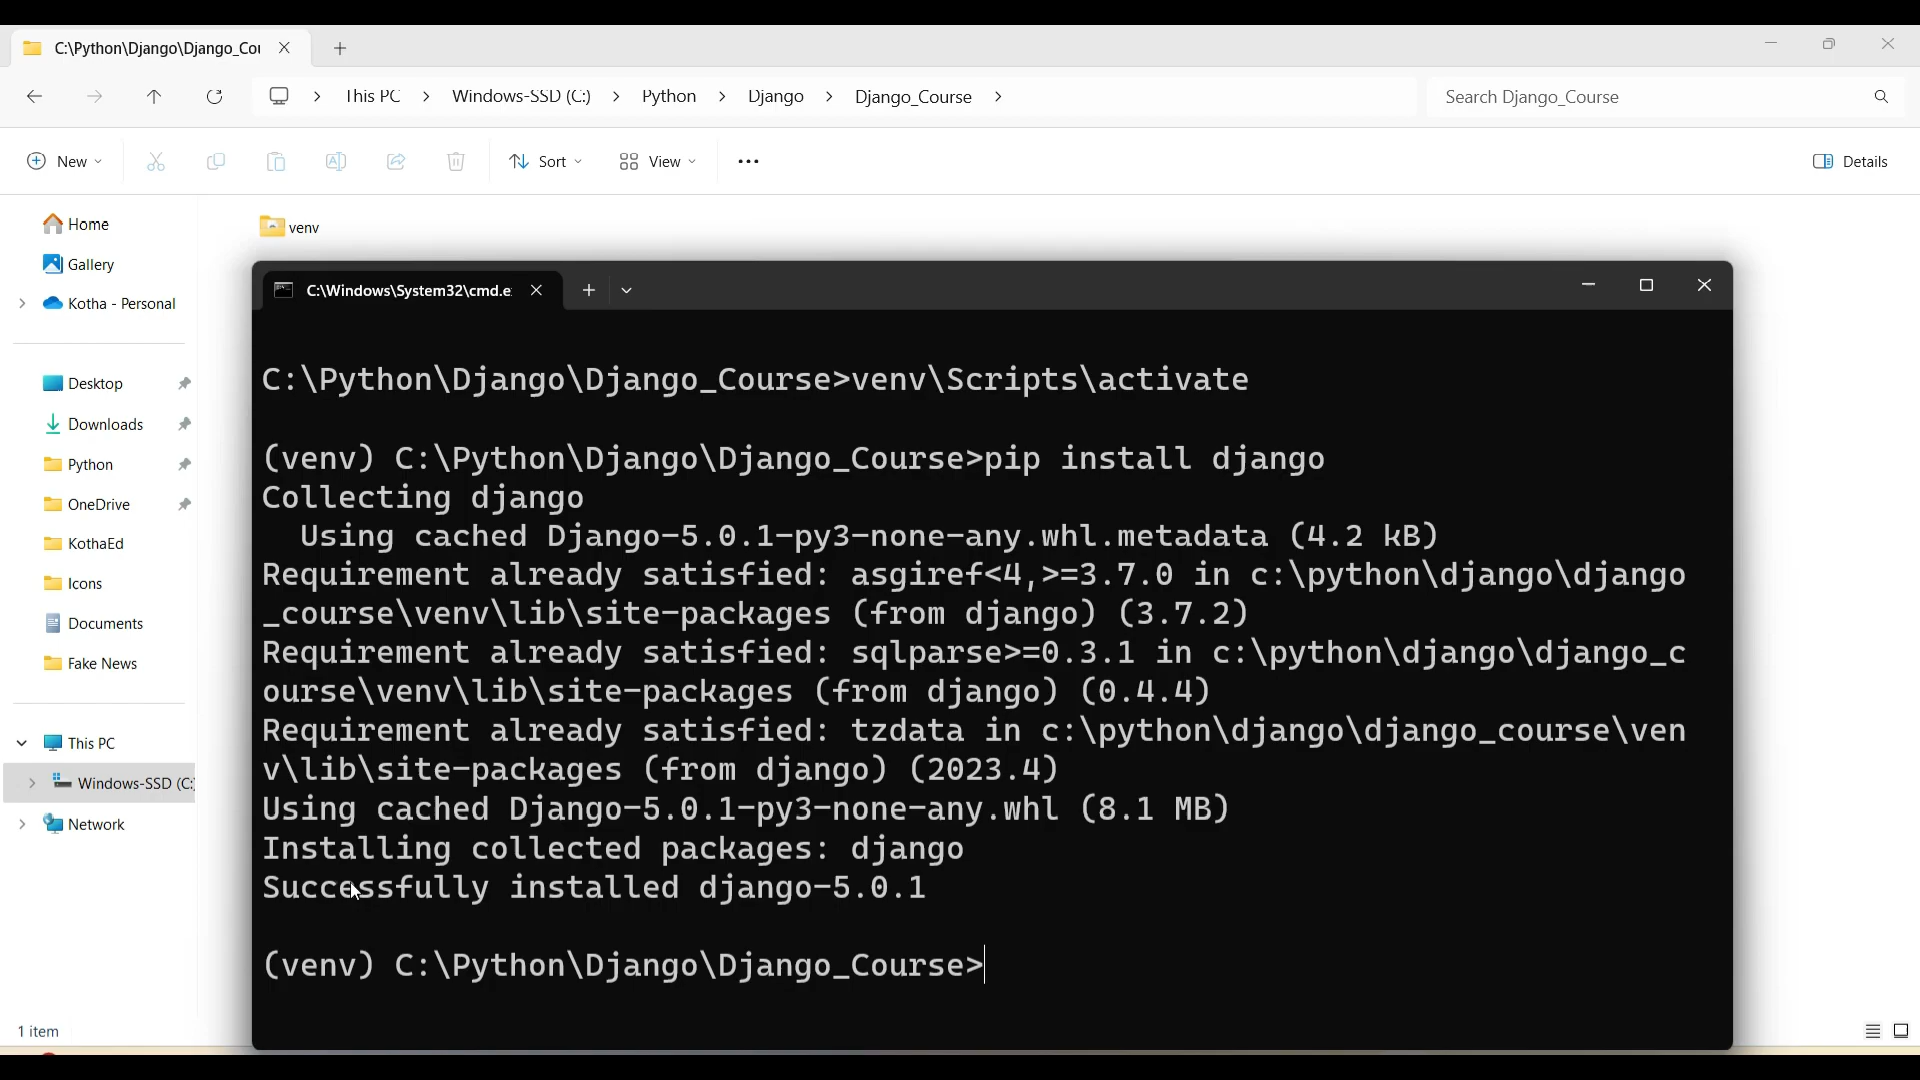 C:\Python\Django\Django_Cou
This PC > Windows-SSD (C:) > Python > Django > Django_Course >
Search Django_Course
New
Sort
View
Details
Home
Gallery
Kotha - Personal
Desktop
Downloads
Python
OneDrive
KothaEd
Icons
Documents
Fake News
This PC
Windows-SSD (C:
Network
1 item
venv
C:\Windows\System32\cmd.e
C:\Python\Django\Django_Course>venv\Scripts\activate
(venv) C:\Python\Django\Django_Course>pip install django
Collecting django
  Using cached Django-5.0.1-py3-none-any.whl.metadata (4.2 kB)
Requirement already satisfied: asgiref<4,>=3.7.0 in c:\python\django\django
_course\venv\lib\site-packages (from django) (3.7.2)
Requirement already satisfied: sqlparse>=0.3.1 in c:\python\django\django_c
ourse\venv\lib\site-packages (from django) (0.4.4)
Requirement already satisfied: tzdata in c:\python\django\django_course\ven
v\lib\site-packages (from django) (2023.4)
Using cached Django-5.0.1-py3-none-any.whl (8.1 MB)
Installing collected packages: django
Successfully installed django-5.0.1
(venv) C:\Python\Django\Django_Course>